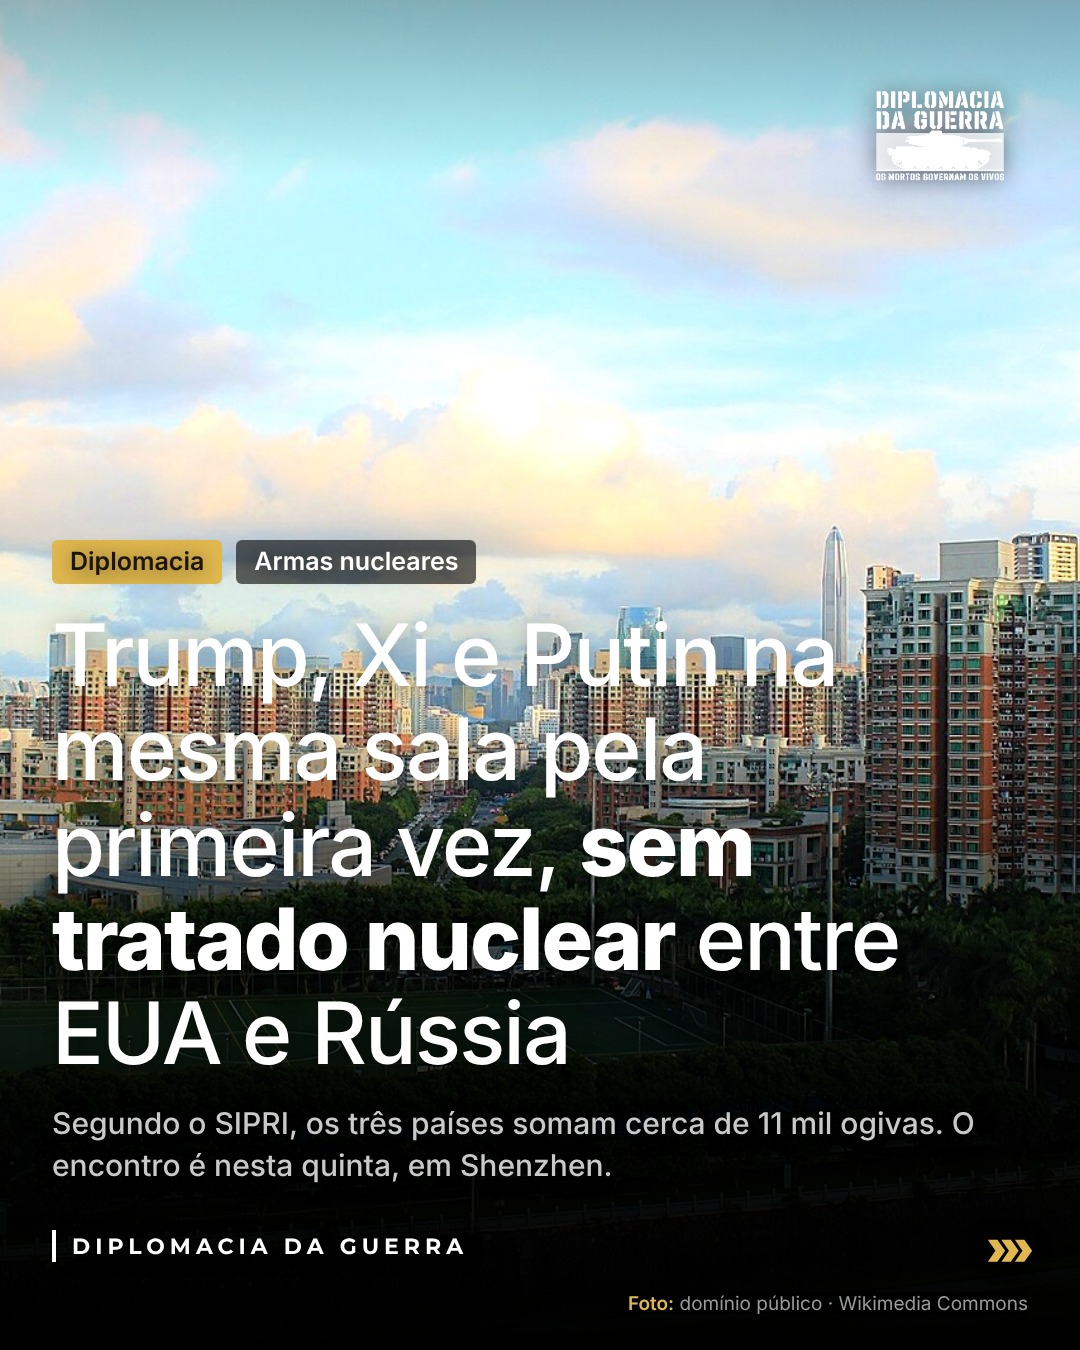 DIPLOMACIA
DA GUERRA
OS MORTOS GOVERNAM OS VIVOS
Diplomacia
Armas nucleares
Trump, Xi e Putin na
mesma sala pela
primeira vez, sem
tratado nuclear entre
EUA e Rússia
Segundo o SIPRI, os três países somam cerca de 11 mil ogivas. O
encontro é nesta quinta, em Shenzhen.
DIPLOMACIA DA GUERRA
Foto: domínio público · Wikimedia Commons